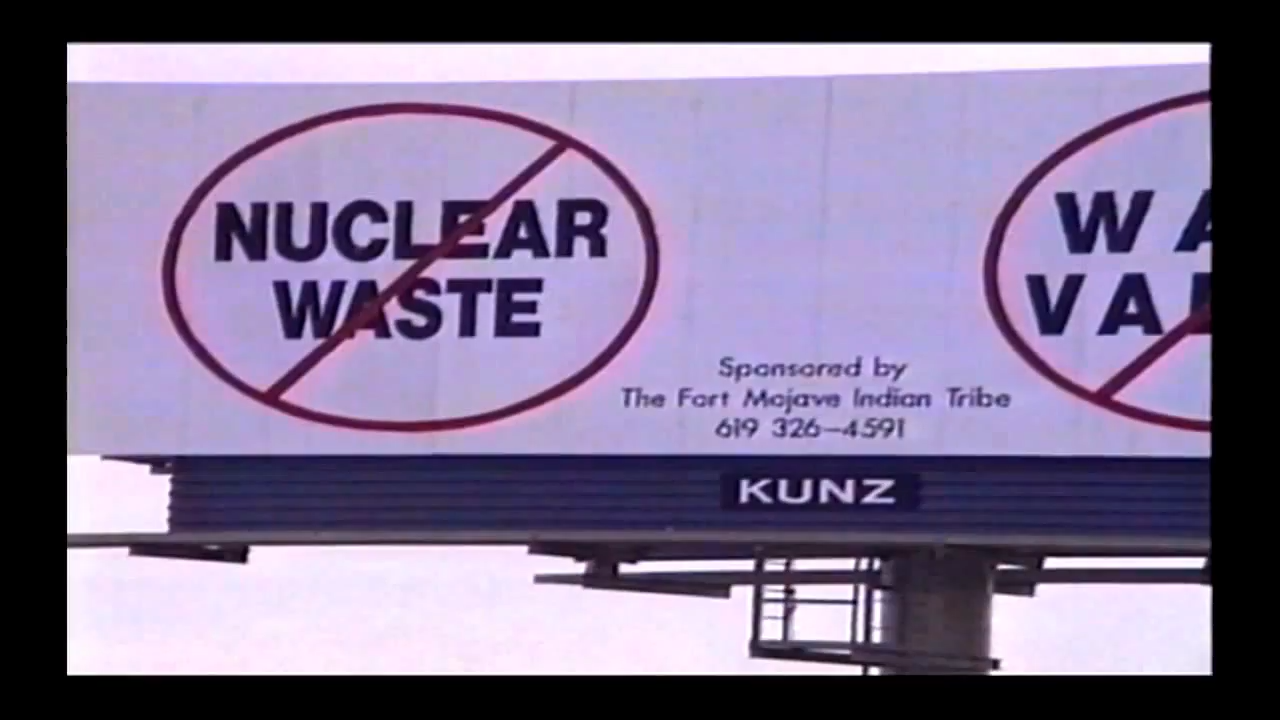 NUCLEAR
WASTE
Sponsored by
The Fort Mojave Indian Tribe
619 326-4591
KUNZ